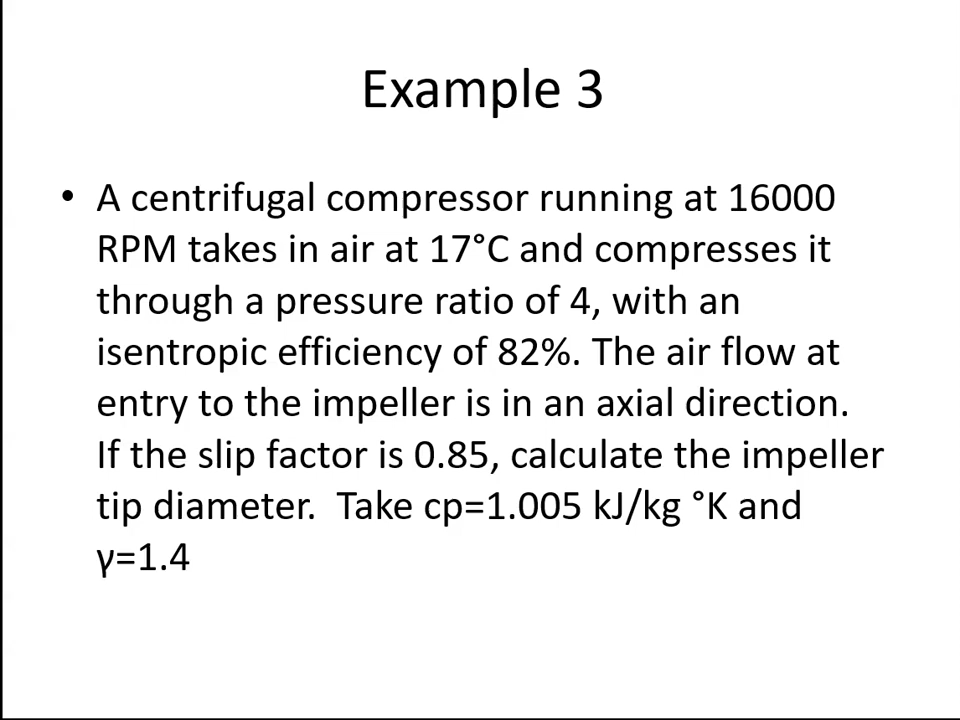 Example 3
• A centrifugal compressor running at 16000
RPM takes in air at 17°C and compresses it
through a pressure ratio of 4, with an
isentropic efficiency of 82%. The air flow at
entry to the impeller is in an axial direction.
If the slip factor is 0.85, calculate the impeller
tip diameter.  Take cp=1.005 kJ/kg °K and
γ=1.4